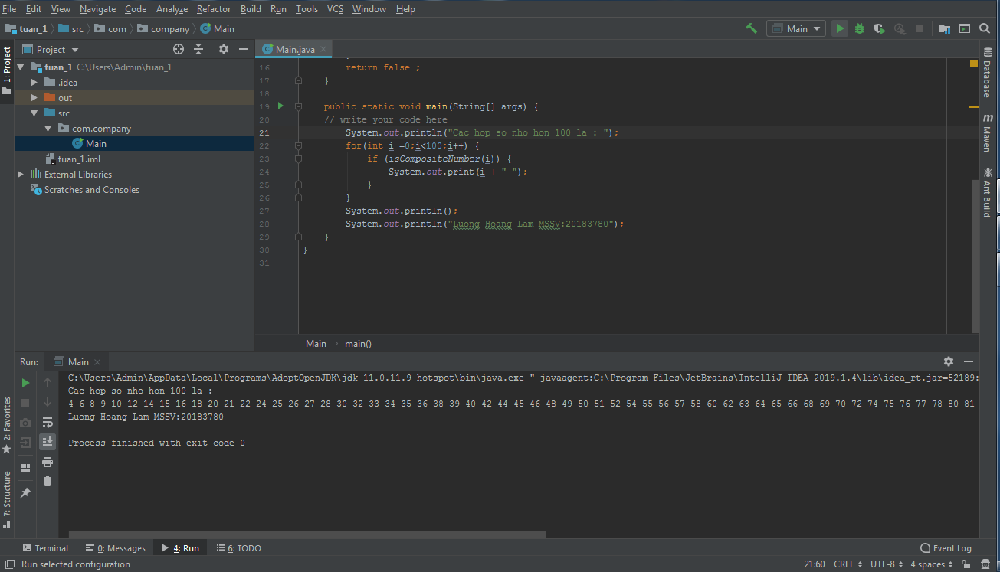 File Edit View Navigate Code Analyze Refactor Build Run Tools VCS Window Help
tuan_1 src com company Main
Main
1: Project
Project
Main.java
tuan_1 C:\Users\Admin\tuan_1
.idea
out
src
com.company
Main
tuan_1.iml
External Libraries
Scratches and Consoles
16 return false ;
17 }
18
19 public static void main(String[] args) {
20 // write your code here
21 System.out.println("Cac hop so nho hon 100 la : ");
22 for(int i =0;i<100;i++) {
23 if (isCompositeNumber(i)) {
24 System.out.print(i + " ");
25 }
26 }
27 System.out.println();
28 System.out.println("Luong Hoang Lam MSSV:20183780");
29 }
30 }
31
Database
Maven
Ant Build
Main main()
Run: Main
C:\Users\Admin\AppData\Local\Programs\AdoptOpenJDK\jdk-11.0.11.9-hotspot\bin\java.exe "-javaagent:C:\Program Files\JetBrains\IntelliJ IDEA 2019.1.4\lib\idea_rt.jar=52189:
Cac hop so nho hon 100 la :
4 6 8 9 10 12 14 15 16 18 20 21 22 24 25 26 27 28 30 32 33 34 35 36 38 39 40 42 44 45 46 48 49 50 51 52 54 55 56 57 58 60 62 63 64 65 66 68 69 70 72 74 75 76 77 78 80 81
Luong Hoang Lam MSSV:20183780
Process finished with exit code 0
2: Favorites
7: Structure
Terminal 0: Messages 4: Run 6: TODO Event Log
Run selected configuration 21:60 CRLF UTF-8 4 spaces